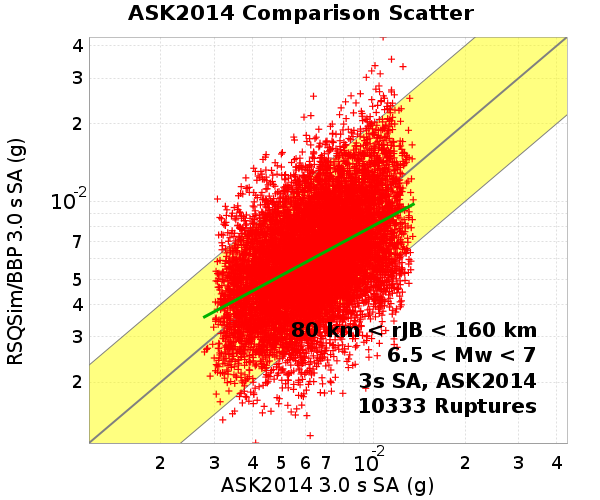 ASK2014 Comparison Scatter
RSQSim/BBP 3.0 s SA (g)
4
3
2
10-2
7
5
4
3
2
80 km < rJB < 160 km
6.5 < Mw < 7
3s SA, ASK2014
10333 Ruptures
2 3 4 5 6 7 10-2 2 3 4
ASK2014 3.0 s SA (g)